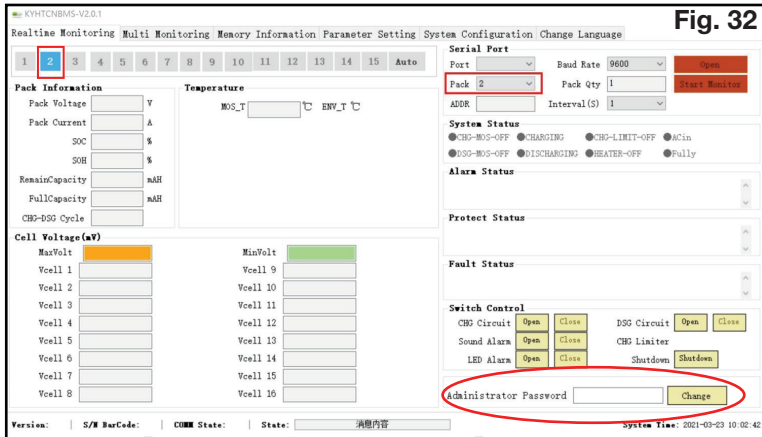 KYHTCNBMS-V2.0.1
Fig. 32
Realtime Monitoring Multi Monitoring Memory Information Parameter Setting System Configuration Change Language
1 2 3 4 5 6 7 8 9 10 11 12 13 14 15 Auto
Serial Port
Port Baud Rate 9600 Open
Pack 2 Pack Qty 1 Start Monitor
ADDR Interval(S) 1
Pack Information
Pack Voltage V
Pack Current A
SOC %
SOH %
RemainCapacity mAH
FullCapacity mAH
CHG-DSG Cycle
Temperature
MOS_T ℃ ENV_T ℃
System Status
CHG-MOS-OFF CHARGING CHG-LIMIT-OFF ACin
DSG-MOS-OFF DISCHARGING HEATER-OFF Fully
Alarm Status
Protect Status
Fault Status
Cell Voltage(mV)
MaxVolt MinVolt
Vcell 1 Vcell 9
Vcell 2 Vcell 10
Vcell 3 Vcell 11
Vcell 4 Vcell 12
Vcell 5 Vcell 13
Vcell 6 Vcell 14
Vcell 7 Vcell 15
Vcell 8 Vcell 16
Switch Control
CHG Circuit Open Close DSG Circuit Open Close
Sound Alarm Open Close CHG Limiter
LED Alarm Open Close Shutdown Shutdown
Administrator Password Change
Version: S/N BarCode: COMM State: State: 消息内容 System Time: 2021-03-23 10:02:42